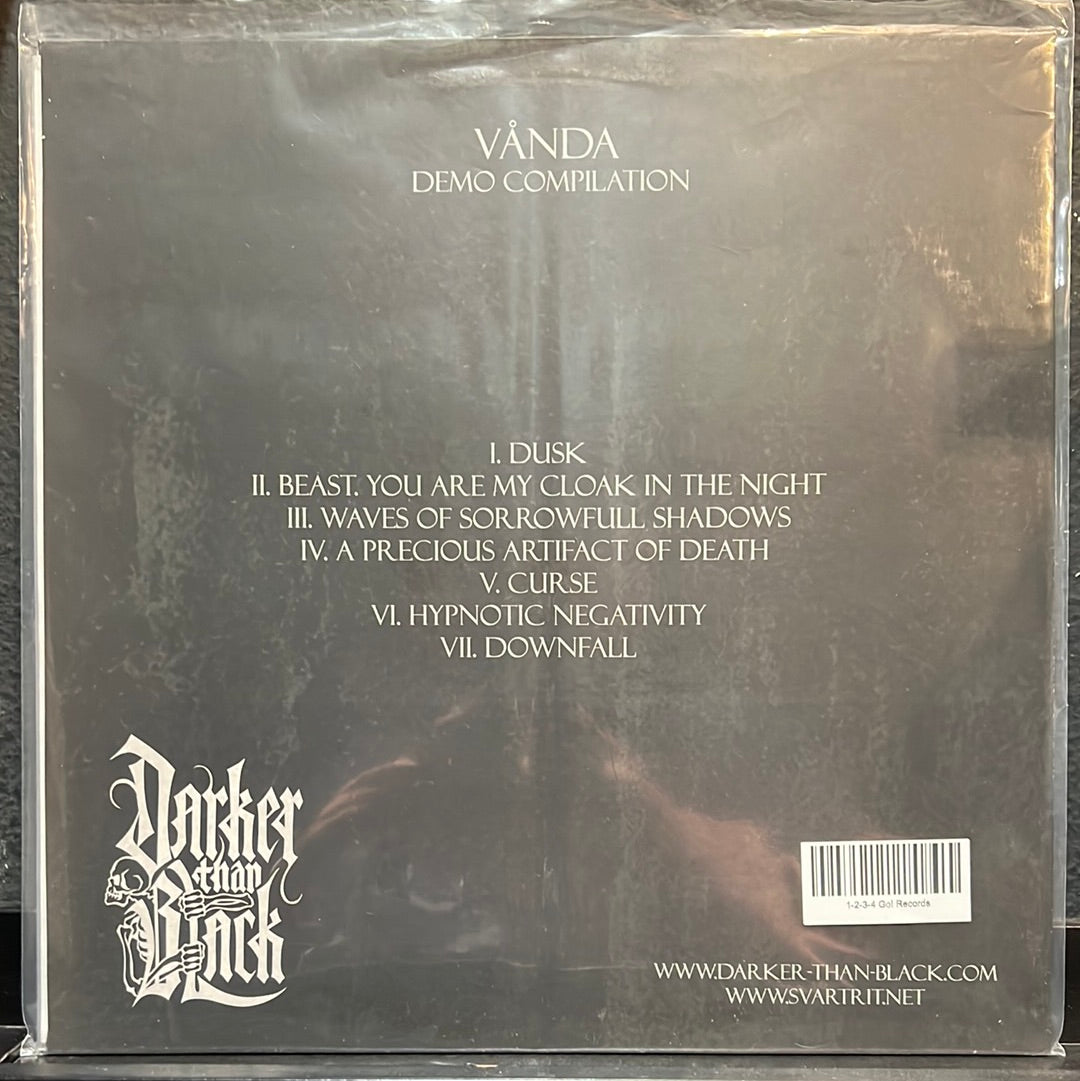 VÅNDA
DEMO COMPILATION
I. DUSK
II. BEAST. YOU ARE MY CLOAK IN THE NIGHT
III. WAVES OF SORROWFULL SHADOWS
IV. A PRECIOUS ARTIFACT OF DEATH
V. CURSE
VI. HYPNOTIC NEGATIVITY
VII. DOWNFALL
Darker
than
Black
1-2-3-4 Go! Records
WWW.DARKER-THAN-BLACK.COM
WWW.SVARTRIT.NET